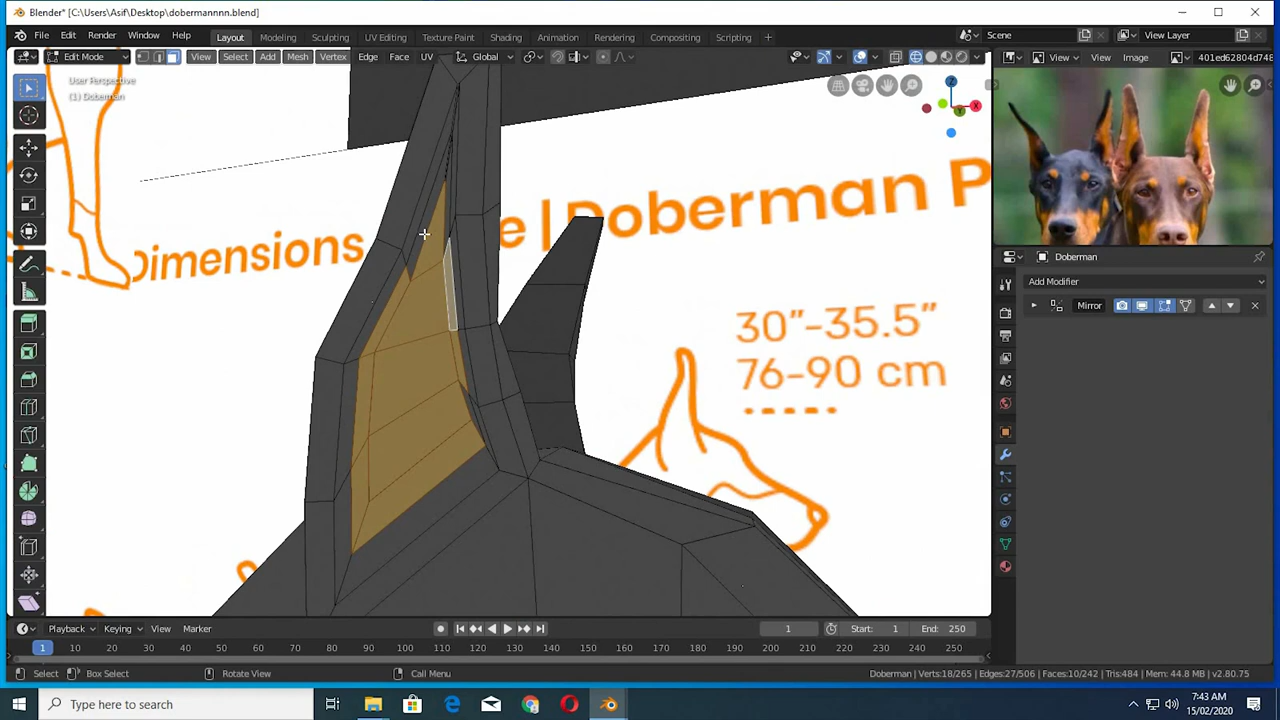 Blender* [C:\Users\Asif\Desktop\dobermannnn.blend]
File Edit Render Window Help Layout Modeling Sculpting UV Editing Texture Paint Shading Animation Rendering Compositing Scripting + Scene View Layer
Edit Mode View Select Add Mesh Vertex Edge Face UV Global View View Image 401ed62804d748
User Perspective
(1) Doberman
Z
X
Y
Dimensions
e | Doberman P
30"-35.5"
76-90 cm
Doberman
Add Modifier
Mirror
Playback Keying View Marker 1 Start: 1 End: 250
1 10 20 30 40 50 60 70 80 90 100 110 120 130 140 150 160 170 180 190 200 210 220 230 240 250
Select Box Select Rotate View Call Menu Doberman | Verts:18/265 | Edges:27/506 | Faces:10/242 | Tris:484 | Mem: 44.8 MB | v2.80.75
Type here to search
7:43 AM
15/02/2020